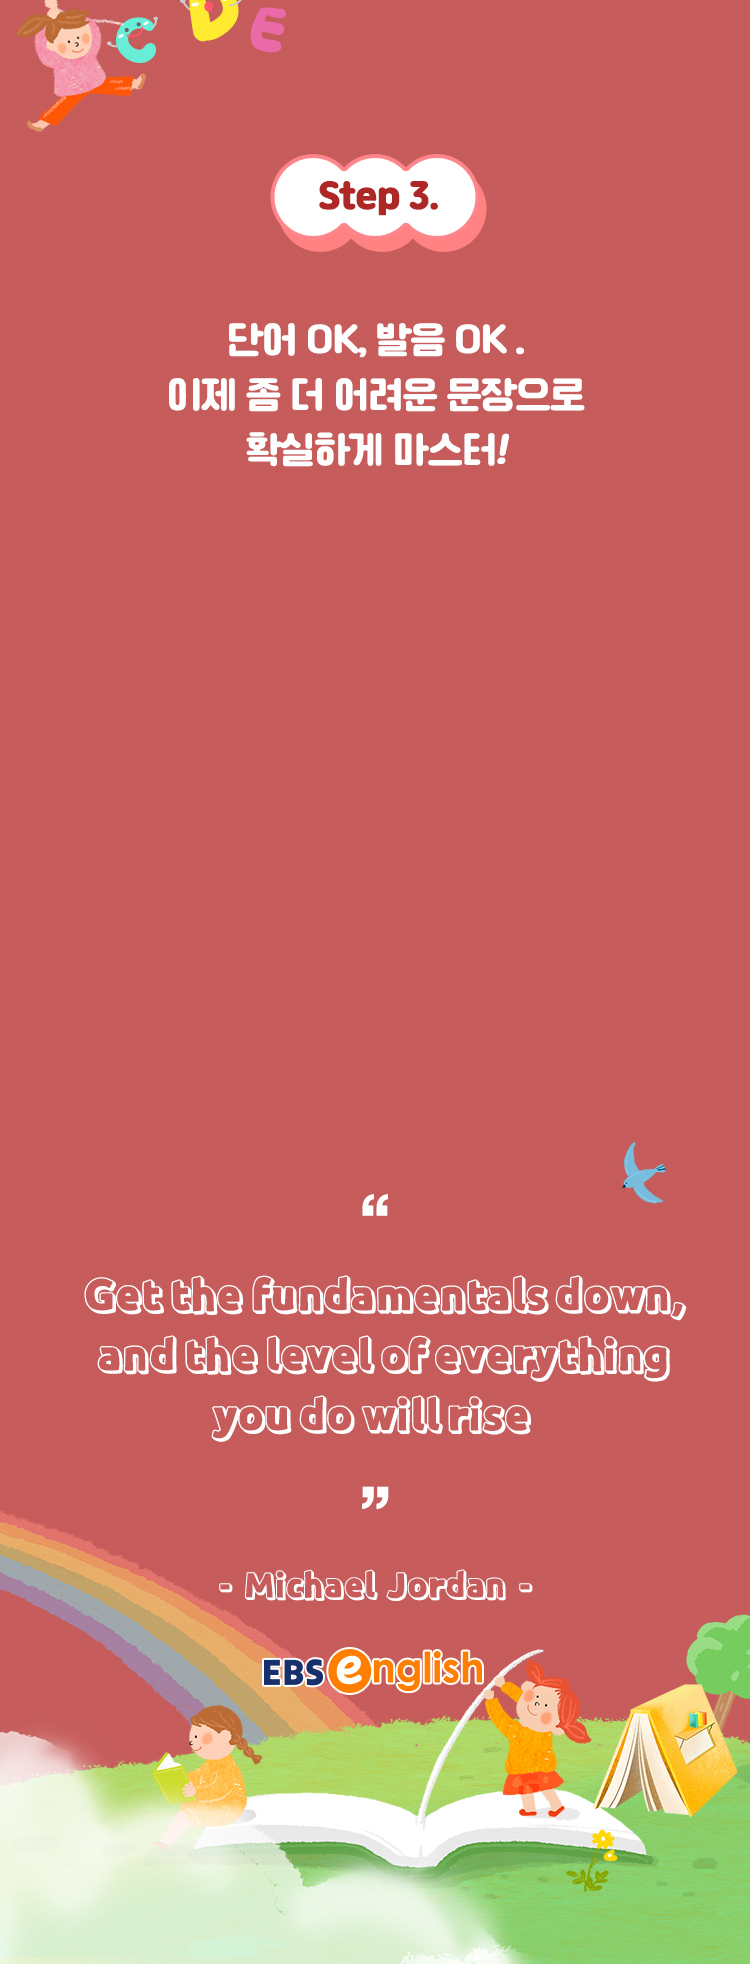 C D E
Step 3.
단어 OK, 발음 OK .
이제 좀 더 어려운 문장으로
확실하게 마스터!
“
Get the fundamentals down,
and the level of everything
you do will rise
”
- Michael Jordan -
EBS english